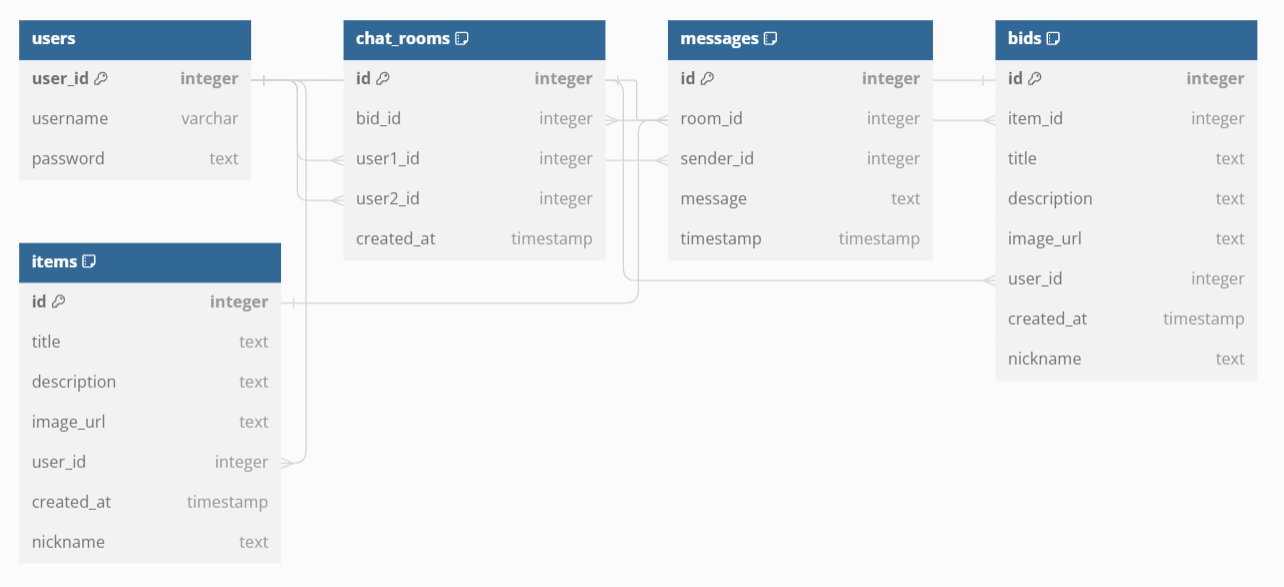 users
user_id integer
username varchar
password text
chat_rooms
id integer
bid_id integer
user1_id integer
user2_id integer
created_at timestamp
messages
id integer
room_id integer
sender_id integer
message text
timestamp timestamp
bids
id integer
item_id integer
title text
description text
image_url text
user_id integer
created_at timestamp
nickname text
items
id integer
title text
description text
image_url text
user_id integer
created_at timestamp
nickname text